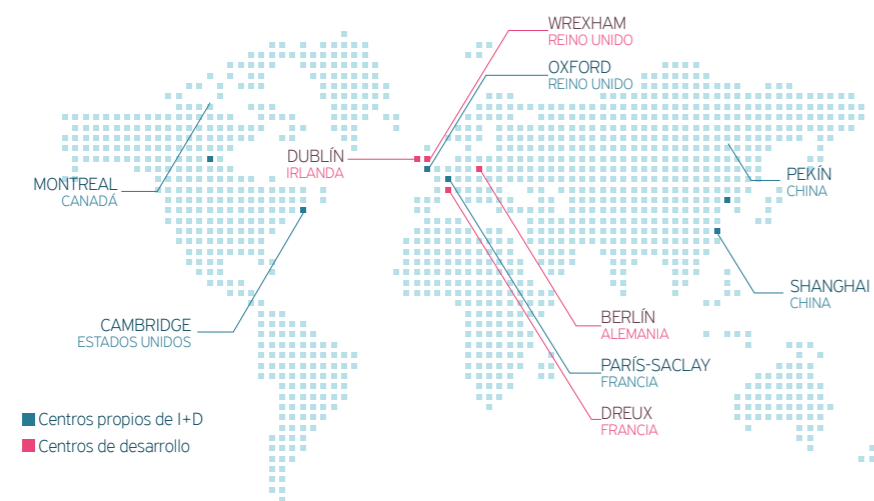 WREXHAM
REINO UNIDO
OXFORD
REINO UNIDO
DUBLÍN
IRLANDA
MONTREAL
CANADÁ
PEKÍN
CHINA
SHANGHAI
CHINA
CAMBRIDGE
ESTADOS UNIDOS
BERLÍN
ALEMANIA
PARÍS-SACLAY
FRANCIA
DREUX
FRANCIA
Centros propios de I+D
Centros de desarrollo